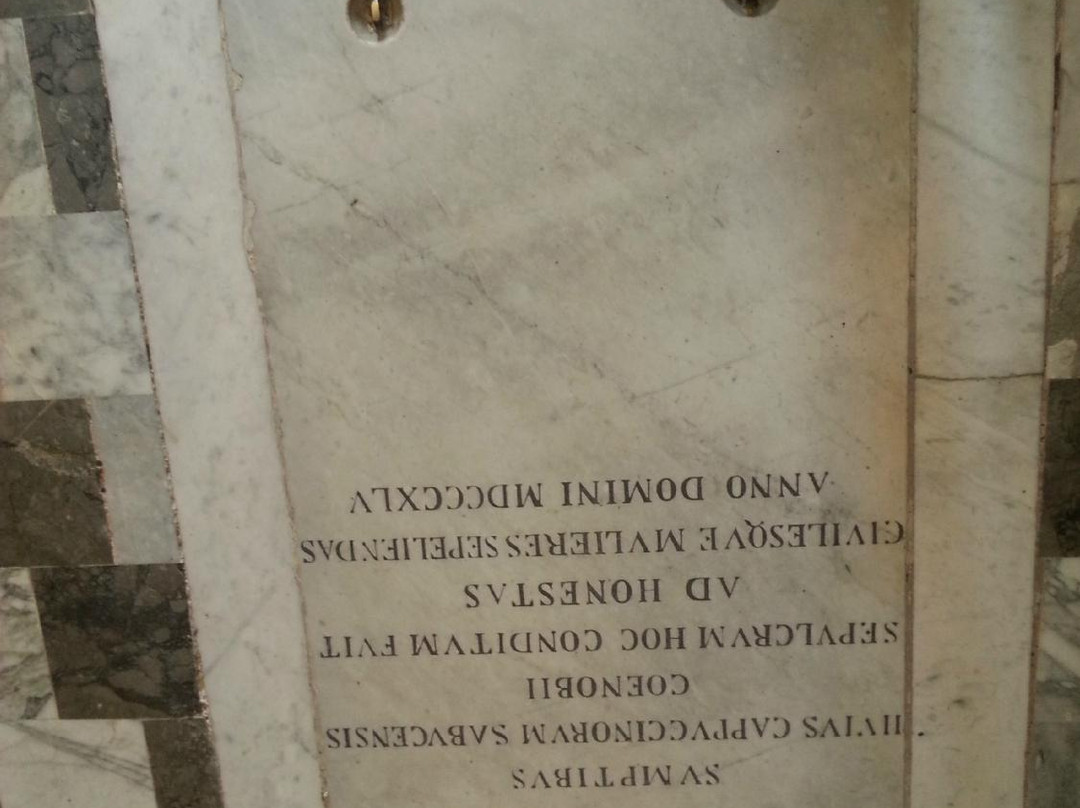 SVMPTIBVS
HVIVS CAPPVCCINORVM SABVCENSIS
COENOBII
SEPVLCRVM HOC CONDITVM FVIT
AD HONESTAS
CIVILESQVE MVLIERES SEPELIENDAS
ANNO DOMINI MDCCCXLV